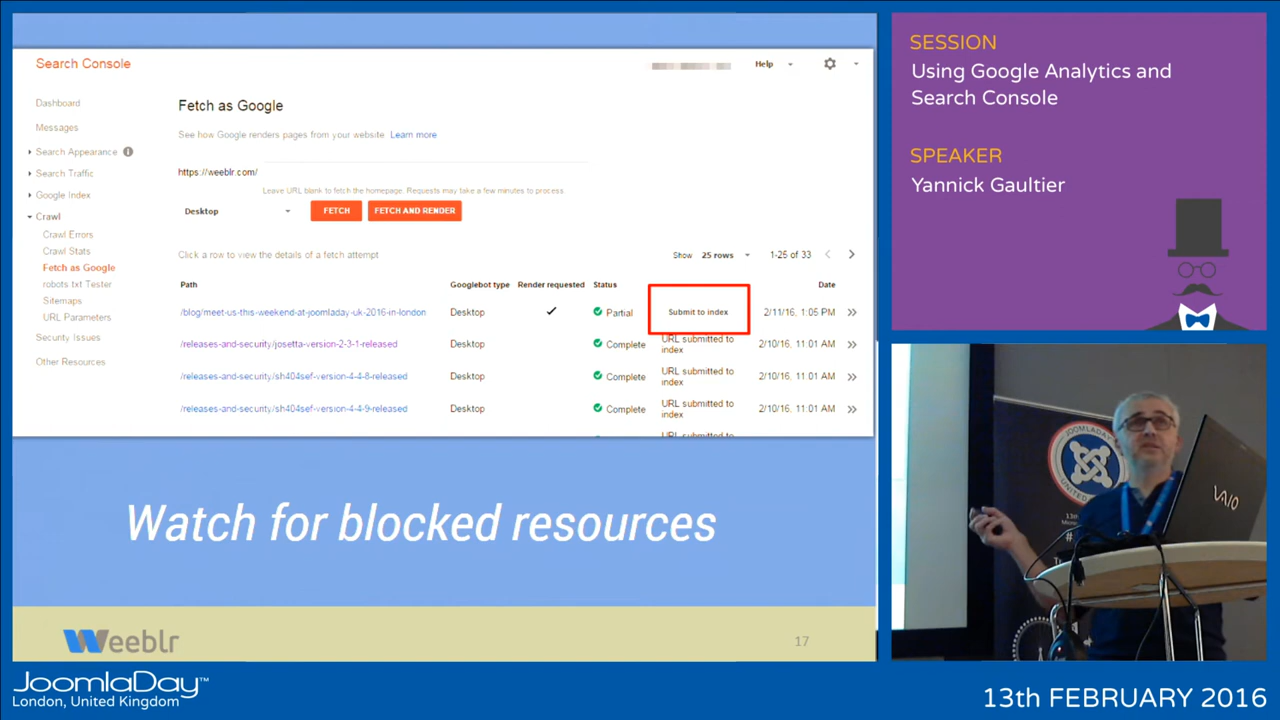 Search Console
Help
Dashboard
Messages
Search Appearance
Search Traffic
Google Index
Crawl
Crawl Errors
Crawl Stats
Fetch as Google
robots.txt Tester
Sitemaps
URL Parameters
Security Issues
Other Resources
Fetch as Google
See how Google renders pages from your website. Learn more
https://weeblr.com/
Leave URL blank to fetch the homepage. Requests may take a few minutes to process
Desktop FETCH FETCH AND RENDER
Click a row to view the details of a fetch attempt Show 25 rows 1-25 of 33
Path Googlebot type Render requested Status Date
/blog/meet-us-this-weekend-at-joomladay-uk-2016-in-london Desktop ✓ Partial Submit to index 2/11/16, 1:05 PM
/releases-and-security/josetta-version-2-3-1-released Desktop Complete URL submitted to index 2/10/16, 11:01 AM
/releases-and-security/sh404sef-version-4-4-8-released Desktop Complete URL submitted to index 2/10/16, 11:01 AM
/releases-and-security/sh404sef-version-4-4-9-released Desktop Complete URL submitted to index 2/10/16, 11:01 AM
URL submitted to
Watch for blocked resources
Weeblr
17
SESSION
Using Google Analytics and
Search Console
SPEAKER
Yannick Gaultier
JOOMLADAY
UNITED
13th
#
VAIO
JoomlaDay™
London, United Kingdom
13th FEBRUARY 2016